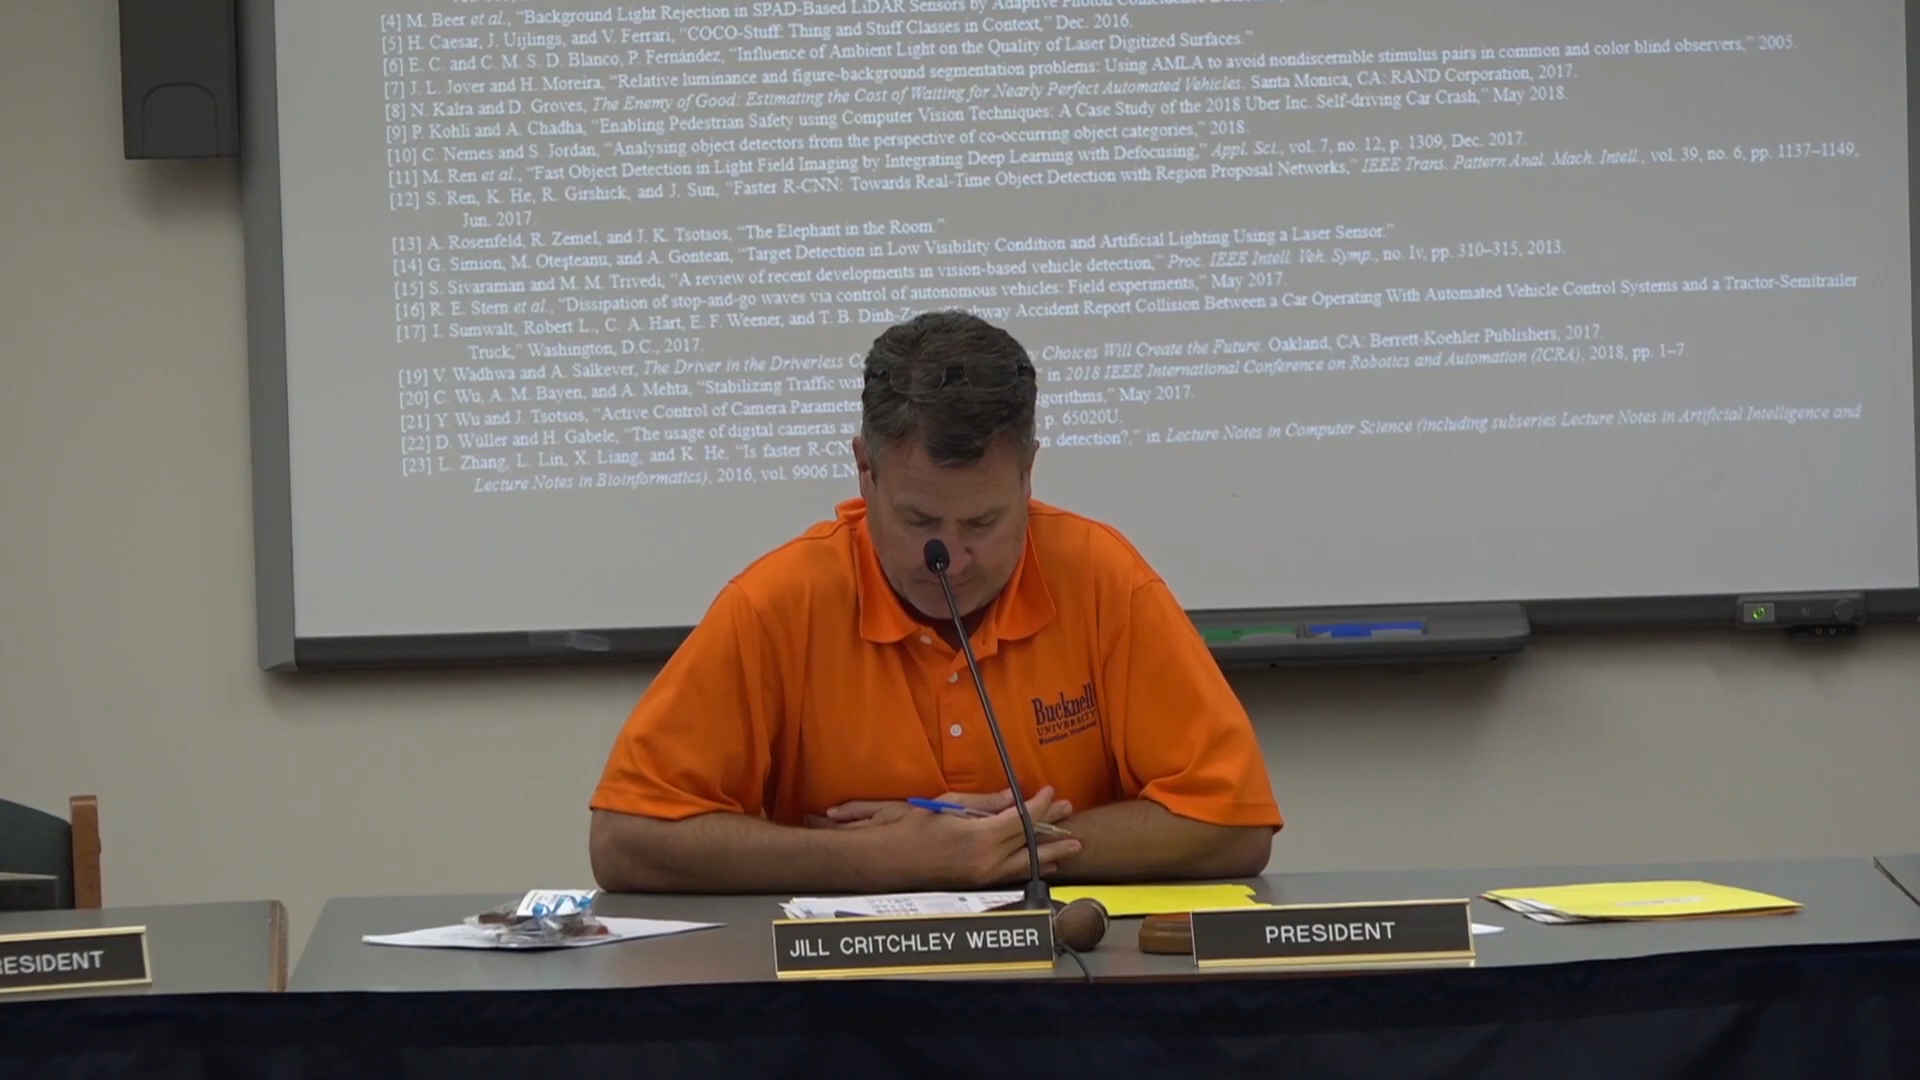 [4] M. Beer et al., “Background Light Rejection in SPAD-Based LiDAR Sensors by Adaptive Photon Coincidence
[5] H. Caesar, J. Uijlings, and V. Ferrari, “COCO-Stuff: Thing and Stuff Classes in Context,” Dec. 2016.
[6] E. C. and C. M. S. D. Blanco, P. Fernández, “Influence of Ambient Light on the Quality of Laser Digitized Surfaces.”
[7] J. L. Jover and H. Moreira, “Relative luminance and figure-background segmentation problems: Using AMLA to avoid nondiscernible stimulus pairs in common and color blind observers,” 2005.
[8] N. Kalra and D. Groves, The Enemy of Good: Estimating the Cost of Waiting for Nearly Perfect Automated Vehicles. Santa Monica, CA: RAND Corporation, 2017.
[9] P. Kohli and A. Chadha, “Enabling Pedestrian Safety using Computer Vision Techniques: A Case Study of the 2018 Uber Inc. Self-driving Car Crash,” May 2018.
[10] C. Nemes and S. Jordan, “Analysing object detectors from the perspective of co-occurring object categories,” 2018.
[11] M. Ren et al., “Fast Object Detection in Light Field Imaging by Integrating Deep Learning with Defocusing,” Appl. Sci., vol. 7, no. 12, p. 1309, Dec. 2017.
[12] S. Ren, K. He, R. Girshick, and J. Sun, “Faster R-CNN: Towards Real-Time Object Detection with Region Proposal Networks,” IEEE Trans. Pattern Anal. Mach. Intell., vol. 39, no. 6, pp. 1137–1149,
Jun. 2017.
[13] A. Rosenfeld, R. Zemel, and J. K. Tsotsos, “The Elephant in the Room.”
[14] G. Simion, M. Oteşteanu, and A. Gontean, “Target Detection in Low Visibility Condition and Artificial Lighting Using a Laser Sensor.”
[15] S. Sivaraman and M. M. Trivedi, “A review of recent developments in vision-based vehicle detection,” Proc. IEEE Intell. Veh. Symp., no. Iv, pp. 310–315, 2013.
[16] R. E. Stern et al., “Dissipation of stop-and-go waves via control of autonomous vehicles: Field experiments,” May 2017.
[17] I. Sumwalt, Robert L., C. A. Hart, E. F. Weener, and T. B. Dinh-Zarr Accident Report Collision Between a Car Operating With Automated Vehicle Control Systems and a Tractor-Semitrailer
Truck,” Washington, D.C., 2017.
[19] V. Wadhwa and A. Salkever, The Driver in the Driverless Choices Will Create the Future. Oakland, CA: Berrett-Koehler Publishers, 2017.
[20] C. Wu, A. M. Bayen, and A. Mehta, “Stabilizing Traffic in 2018 IEEE International Conference on Robotics and Automation (ICRA), 2018, pp. 1–7.
[21] Y. Wu and J. Tsotsos, “Active Control of Camera gorithms,” May 2017.
[22] D. Wüller and H. Gabele, “The usage of digital cameras as p. 65020U.
[23] L. Zhang, L. Lin, X. Liang, and K. He, “Is faster detection?,” in Lecture Notes in Computer Science (including subseries Lecture Notes in Artificial Intelligence and
Lecture Notes in Bioinformatics), 2016, vol. 9906
Bucknell
UNIVERSITY
JILL CRITCHLEY WEBER
PRESIDENT
ESIDENT